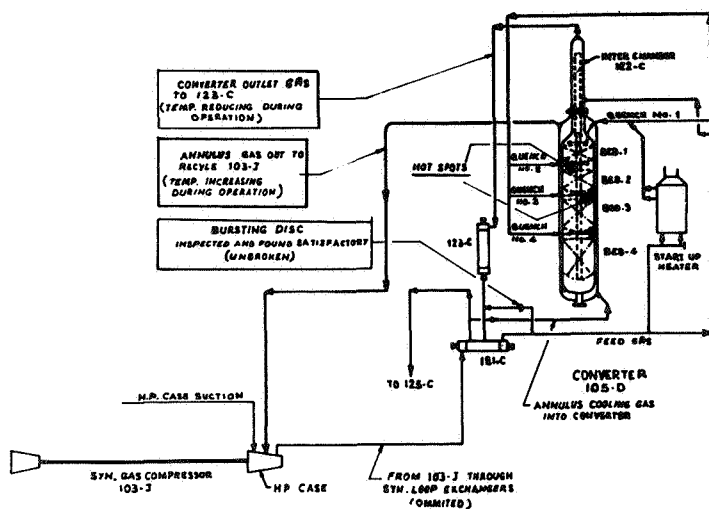 INTER CHAMBER
122-C
CONVERTER OUTLET GAS
TO 123-C
(TEMP. REDUCING DURING
OPERATION)
QUENCH NO. 1
ANNULUS GAS OUT TO
RECYLE 103-J
(TEMP. INCREASING
DURING OPERATION)
HOT SPOTS
QUENCH
NO. 2
BED.1
BED.2
QUENCH
NO. 3
BED-3
BURSTING DISC
INSPECTED AND FOUND SATISFACTORY
(UNBROKEN)
QUENCH
NO. 4
123-C
BED-4
START UP
HEATER
FEED GAS
121-C
TO 125-C
CONVERTER
105-D
H.P. CASE SUCTION
ANNULUS COOLING GAS
INTO CONVERTER
SYN. GAS COMPRESSOR
103-J
HP CASE
FROM 103-J THROUGH
SYN. LOOP EXCHANGERS
(OMMITED)